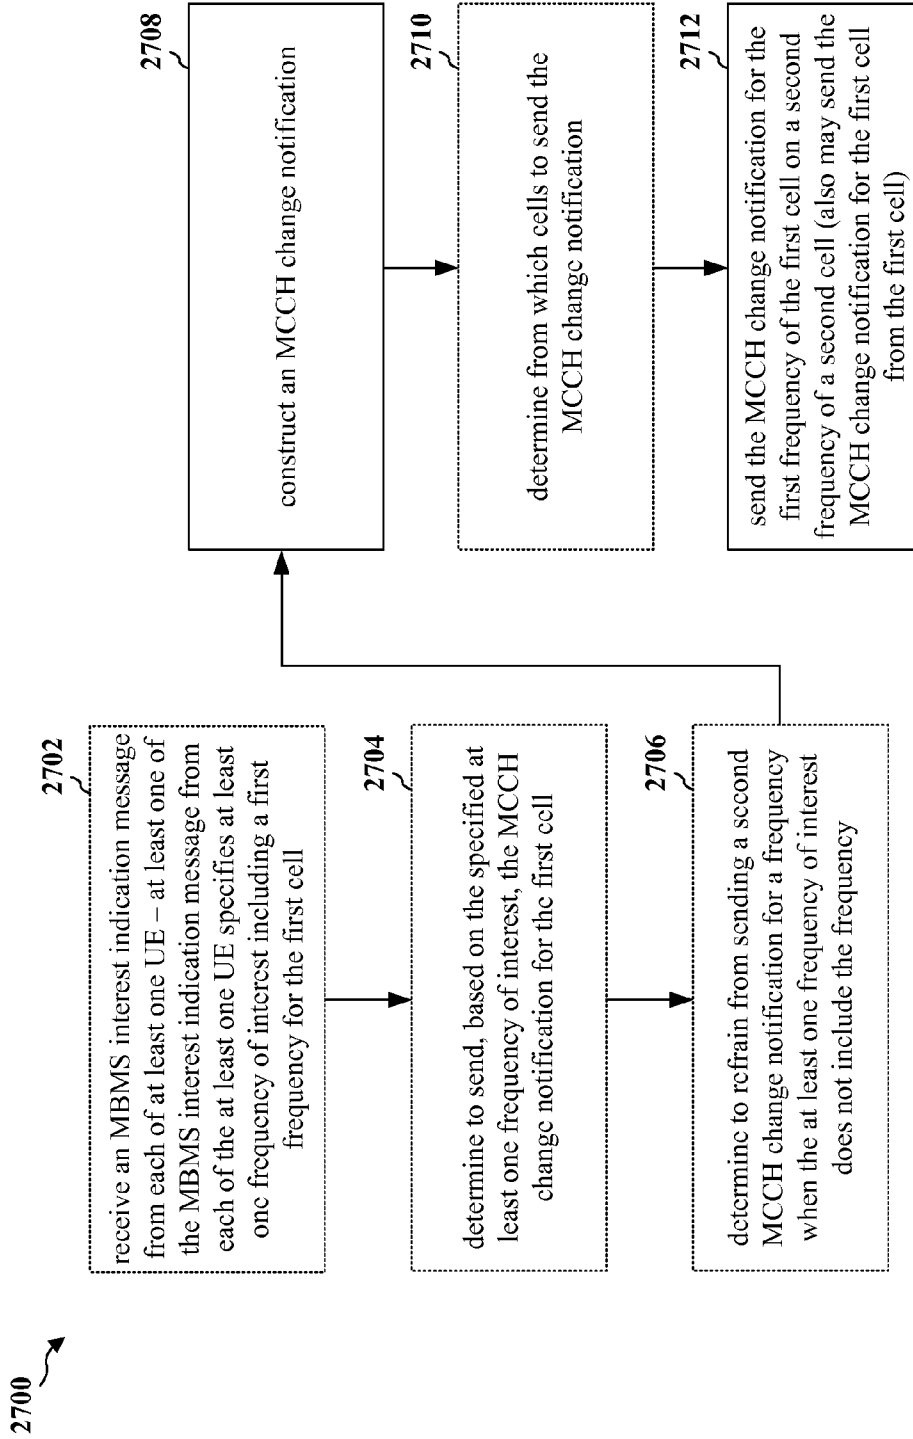 2700
2702
receive an MBMS interest indication message
from each of at least one UE – at least one of
the MBMS interest indication message from
each of the at least one UE specifies at least
one frequency of interest including a first
frequency for the first cell
2704
determine to send, based on the specified at
least one frequency of interest, the MCCH
change notification for the first cell
2706
determine to refrain from sending a second
MCCH change notification for a frequency
when the at least one frequency of interest
does not include the frequency
2708
construct an MCCH change notification
2710
determine from which cells to send the
MCCH change notification
2712
send the MCCH change notification for the
first frequency of the first cell on a second
frequency of a second cell (also may send the
MCCH change notification for the first cell
from the first cell)